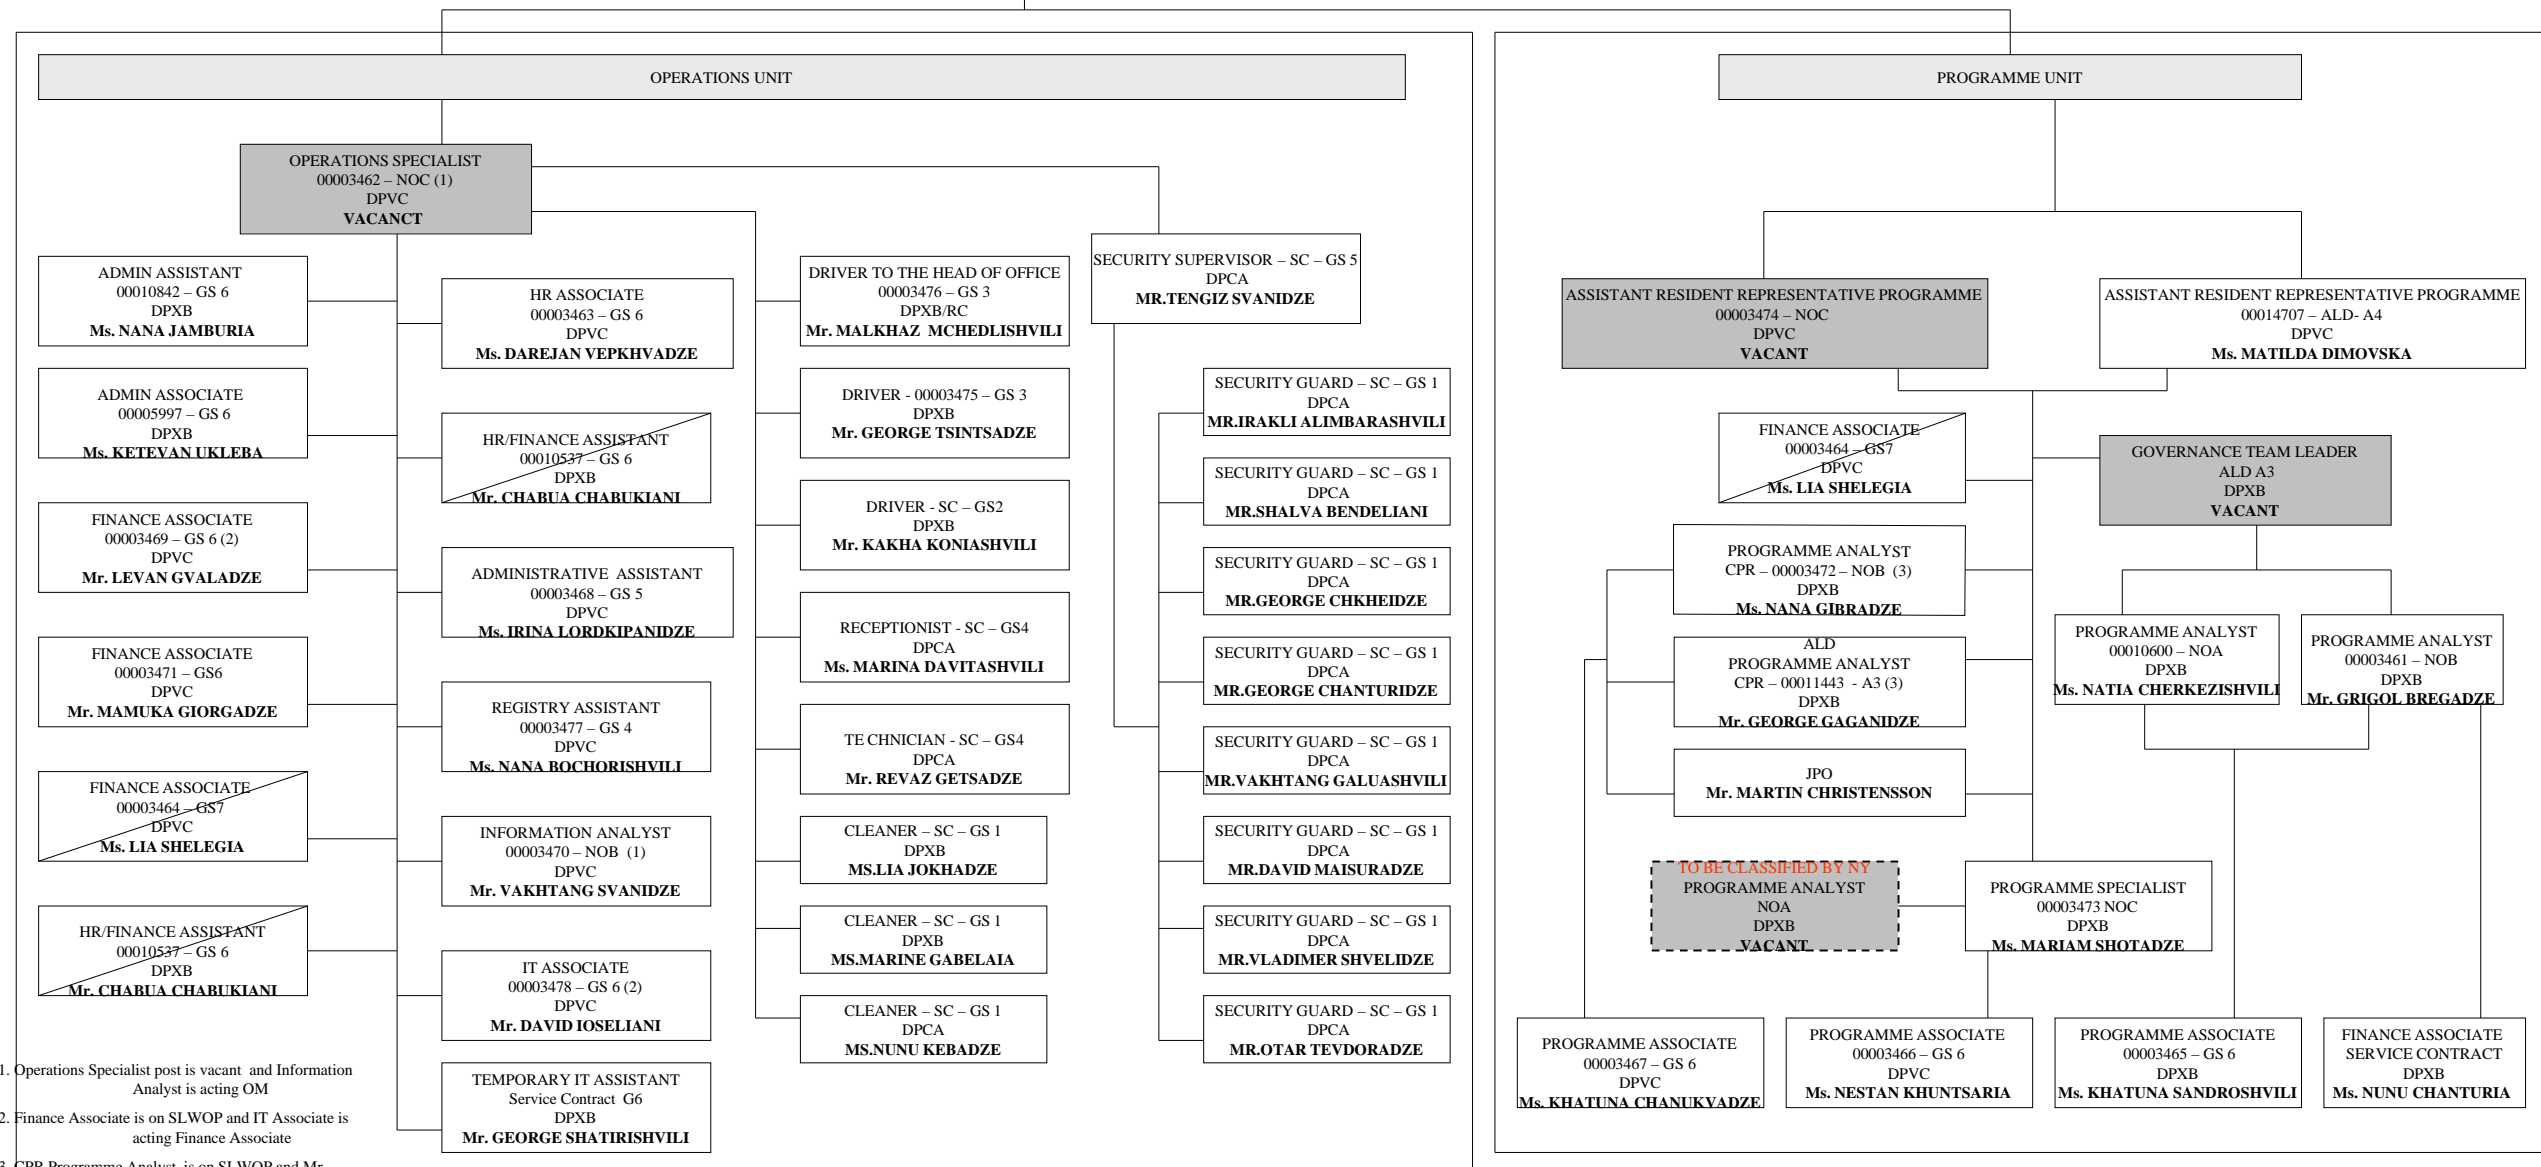 OPERATIONS UNIT
OPERATIONS SPECIALIST
00003462 – NOC (1)
DPVC
VACANCT
ADMIN ASSISTANT
00010842 – GS 6
DPXB
Ms. NANA JAMBURIA
ADMIN ASSOCIATE
00005997 – GS 6
DPXB
Ms. KETEVAN UKLEBA
FINANCE ASSOCIATE
00003469 – GS 6 (2)
DPVC
Mr. LEVAN GVALADZE
FINANCE ASSOCIATE
00003471 – GS6
DPVC
Mr. MAMUKA GIORGADZE
FINANCE ASSOCIATE
00003464 – GS7
DPVC
Ms. LIA SHELEGIA
HR/FINANCE ASSISTANT
00010537 – GS 6
DPXB
Mr. CHABUA CHABUKIANI
HR ASSOCIATE
00003463 – GS 6
DPVC
Ms. DAREJAN VEPKHVADZE
HR/FINANCE ASSISTANT
00010537 – GS 6
DPXB
Mr. CHABUA CHABUKIANI
ADMINISTRATIVE ASSISTANT
00003468 – GS 5
DPVC
Ms. IRINA LORDKIPANIDZE
REGISTRY ASSISTANT
00003477 – GS 4
DPVC
Ms. NANA BOCHORISHVILI
INFORMATION ANALYST
00003470 – NOB (1)
DPVC
Mr. VAKHTANG SVANIDZE
IT ASSOCIATE
00003478 – GS 6 (2)
DPVC
Mr. DAVID IOSELIANI
TEMPORARY IT ASSISTANT
Service Contract G6
DPXB
Mr. GEORGE SHATIRISHVILI
DRIVER TO THE HEAD OF OFFICE
00003476 – GS 3
DPXB/RC
Mr. MALKHAZ MCHEDLISHVILI
DRIVER - 00003475 – GS 3
DPXB
Mr. GEORGE TSINTSADZE
DRIVER - SC – GS2
DPXB
Mr. KAKHA KONIASHVILI
RECEPTIONIST - SC – GS4
DPCA
Ms. MARINA DAVITASHVILI
TE CHNICIAN - SC – GS4
DPCA
Mr. REVAZ GETSADZE
CLEANER – SC – GS 1
DPXB
MS.LIA JOKHADZE
CLEANER – SC – GS 1
DPXB
MS.MARINE GABELAIA
CLEANER – SC – GS 1
DPCA
MS.NUNU KEBADZE
SECURITY SUPERVISOR – SC – GS 5
DPCA
MR.TENGIZ SVANIDZE
SECURITY GUARD – SC – GS 1
DPCA
MR.IRAKLI ALIMBARASHVILI
SECURITY GUARD – SC – GS 1
DPCA
MR.SHALVA BENDELIANI
SECURITY GUARD – SC – GS 1
DPCA
MR.GEORGE CHKHEIDZE
SECURITY GUARD – SC – GS 1
DPCA
MR.GEORGE CHANTURIDZE
SECURITY GUARD – SC – GS 1
DPCA
MR.VAKHTANG GALUASHVILI
SECURITY GUARD – SC – GS 1
DPCA
MR.DAVID MAISURADZE
SECURITY GUARD – SC – GS 1
DPCA
MR.VLADIMER SHVELIDZE
SECURITY GUARD – SC – GS 1
DPCA
MR.OTAR TEVDORADZE
1. Operations Specialist post is vacant and Information
Analyst is acting OM
2. Finance Associate is on SLWOP and IT Associate is
acting Finance Associate
3. CPR Programme Analyst is on SLWOP and Mr
PROGRAMME UNIT
ASSISTANT RESIDENT REPRESENTATIVE PROGRAMME
00003474 – NOC
DPVC
VACANT
ASSISTANT RESIDENT REPRESENTATIVE PROGRAMME
00014707 – ALD- A4
DPVC
Ms. MATILDA DIMOVSKA
FINANCE ASSOCIATE
00003464 – GS7
DPVC
Ms. LIA SHELEGIA
GOVERNANCE TEAM LEADER
ALD A3
DPXB
VACANT
PROGRAMME ANALYST
CPR – 00003472 – NOB (3)
DPXB
Ms. NANA GIBRADZE
ALD
PROGRAMME ANALYST
CPR – 00011443 - A3 (3)
DPXB
Mr. GEORGE GAGANIDZE
JPO
Mr. MARTIN CHRISTENSSON
PROGRAMME ANALYST
00010600 – NOA
DPXB
Ms. NATIA CHERKEZISHVILI
PROGRAMME ANALYST
00003461 – NOB
DPXB
Mr. GRIGOL BREGADZE
TO BE CLASSIFIED BY NY
PROGRAMME ANALYST
NOA
DPXB
VACANT
PROGRAMME SPECIALIST
00003473 NOC
DPXB
Ms. MARIAM SHOTADZE
PROGRAMME ASSOCIATE
00003467 – GS 6
DPVC
Ms. KHATUNA CHANUKVADZE
PROGRAMME ASSOCIATE
00003466 – GS 6
DPVC
Ms. NESTAN KHUNTSARIA
PROGRAMME ASSOCIATE
00003465 – GS 6
DPXB
Ms. KHATUNA SANDROSHVILI
FINANCE ASSOCIATE
SERVICE CONTRACT
DPXB
Ms. NUNU CHANTURIA